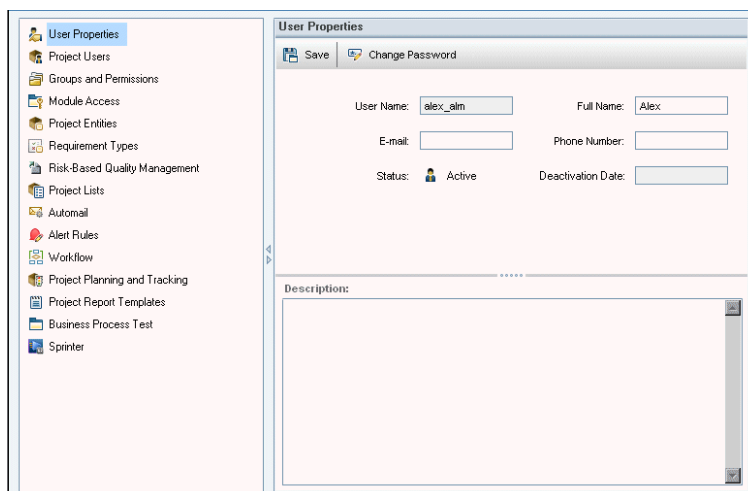 User Properties
Project Users
Groups and Permissions
Module Access
Project Entities
Requirement Types
Risk-Based Quality Management
Project Lists
Automail
Alert Rules
Workflow
Project Planning and Tracking
Project Report Templates
Business Process Test
Sprinter
User Properties
Save Change Password
User Name: alex_alm Full Name: Alex
E-mail: Phone Number:
Status: Active Deactivation Date:
Description: